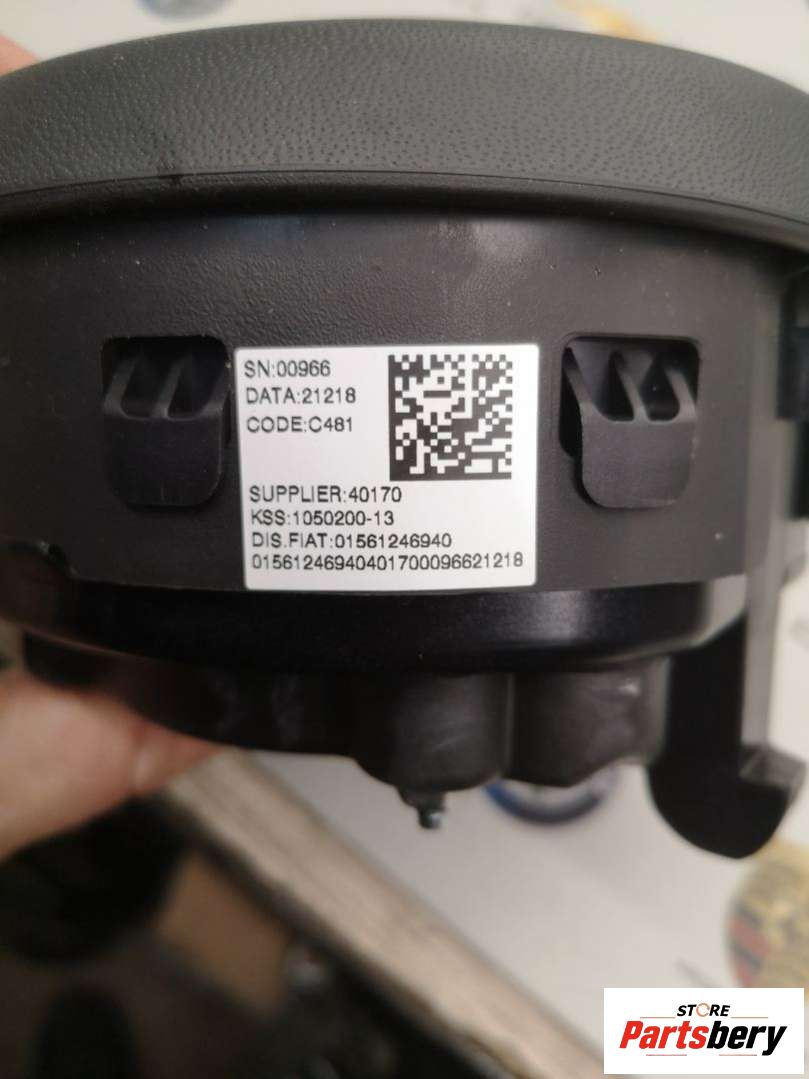 SN:00966
DATA:21218
CODE:C481
SUPPLIER:40170
KSS:1050200-13
DIS.FIAT:01561246940
01561246940401700096621218
STORE
Partsbery